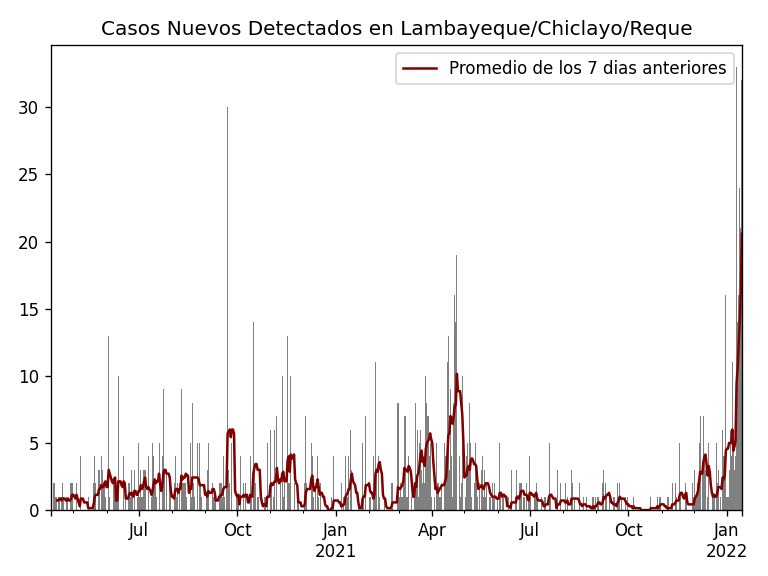 Casos Nuevos Detectados en Lambayeque/Chiclayo/Reque
Promedio de los 7 dias anteriores
30
25
20
15
10
5
0
Jul Oct Jan Apr Jul Oct Jan
2021 2022